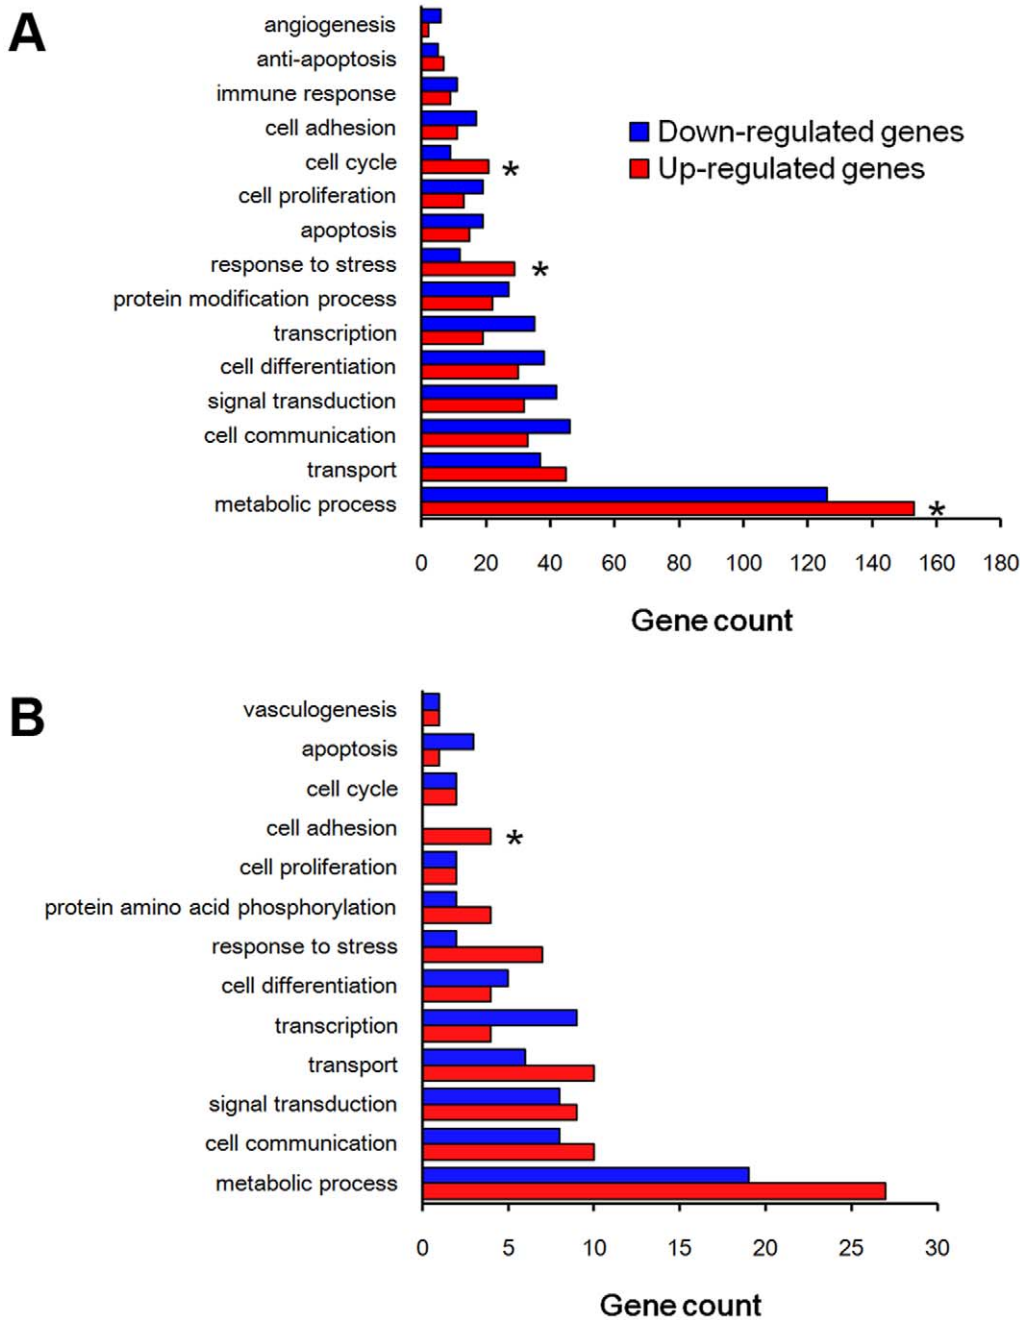 A
angiogenesis
anti-apoptosis
immune response
cell adhesion
cell cycle
*
cell proliferation
apoptosis
response to stress
*
protein modification process
transcription
cell differentiation
signal transduction
cell communication
transport
metabolic process
*
Down-regulated genes
Up-regulated genes
0 20 40 60 80 100 120 140 160 180
Gene count
B
vasculogenesis
apoptosis
cell cycle
cell adhesion
*
cell proliferation
protein amino acid phosphorylation
response to stress
cell differentiation
transcription
transport
signal transduction
cell communication
metabolic process
0 5 10 15 20 25 30
Gene count